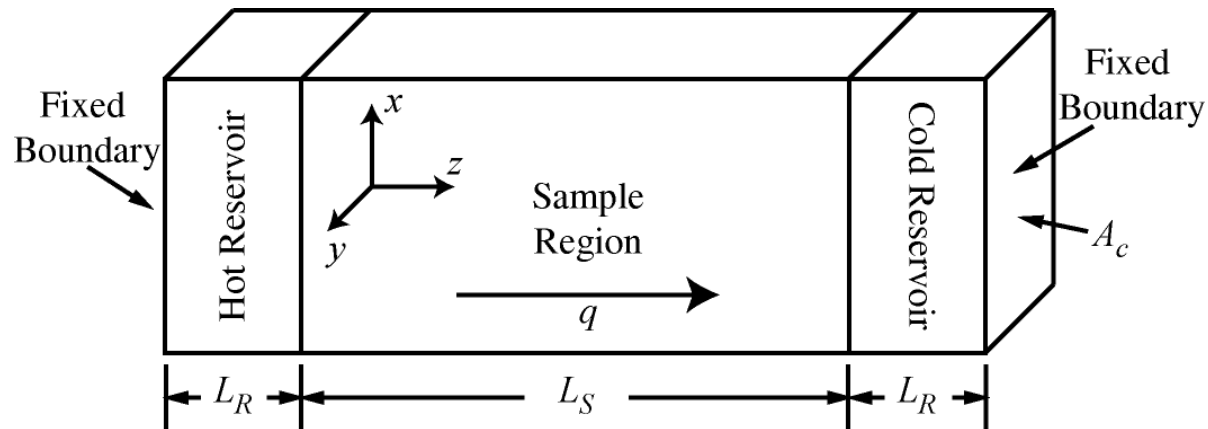 Fixed
Boundary
Hot Reservoir
x
z
y
Sample
Region
q
Cold Reservoir
Fixed
Boundary
A_c
L_R
L_S
L_R